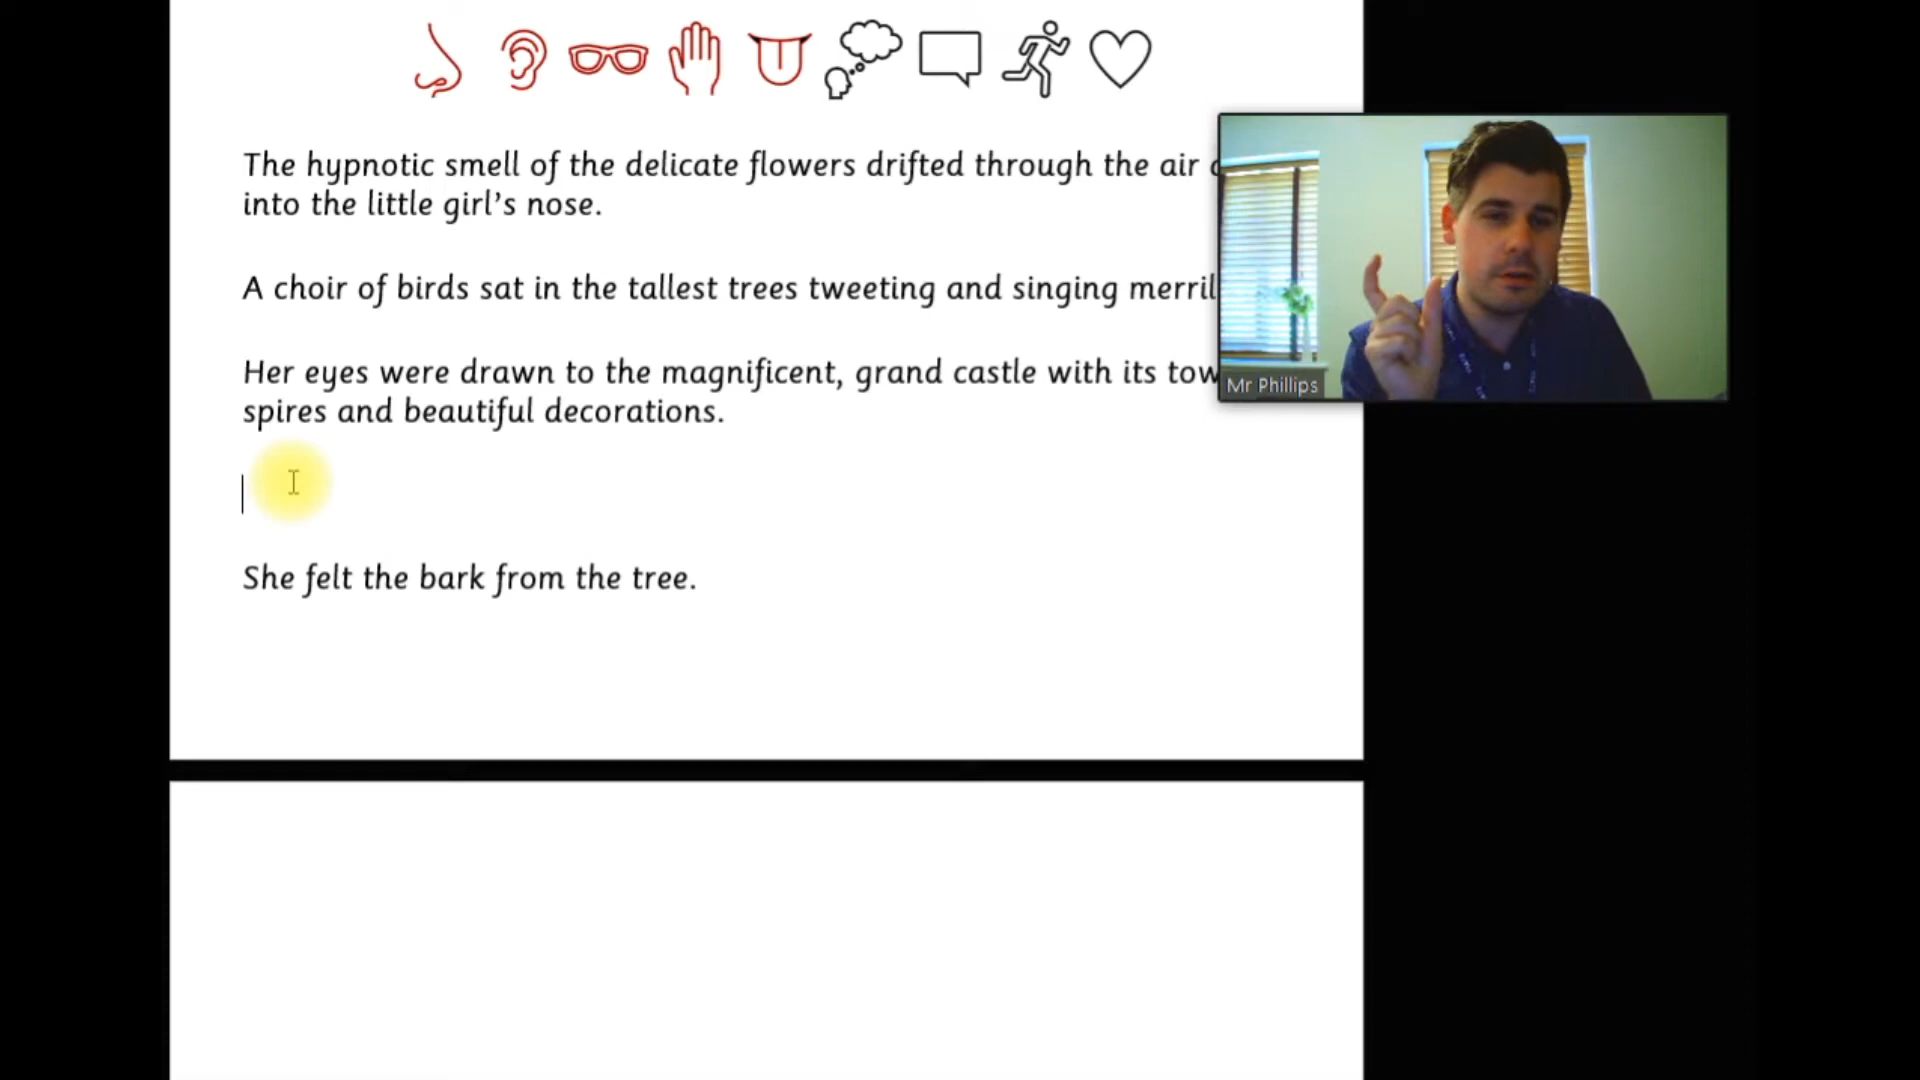 The hypnotic smell of the delicate flowers drifted through the air
into the little girl's nose.
A choir of birds sat in the tallest trees tweeting and singing
Her eyes were drawn to the magnificent, grand castle with its
spires and beautiful decorations.
She felt the bark from the tree.
Mr Phillips